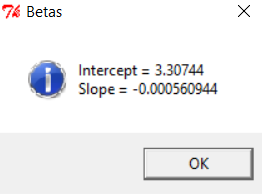 Betas
Intercept = 3.30744
Slope = -0.000560944
OK